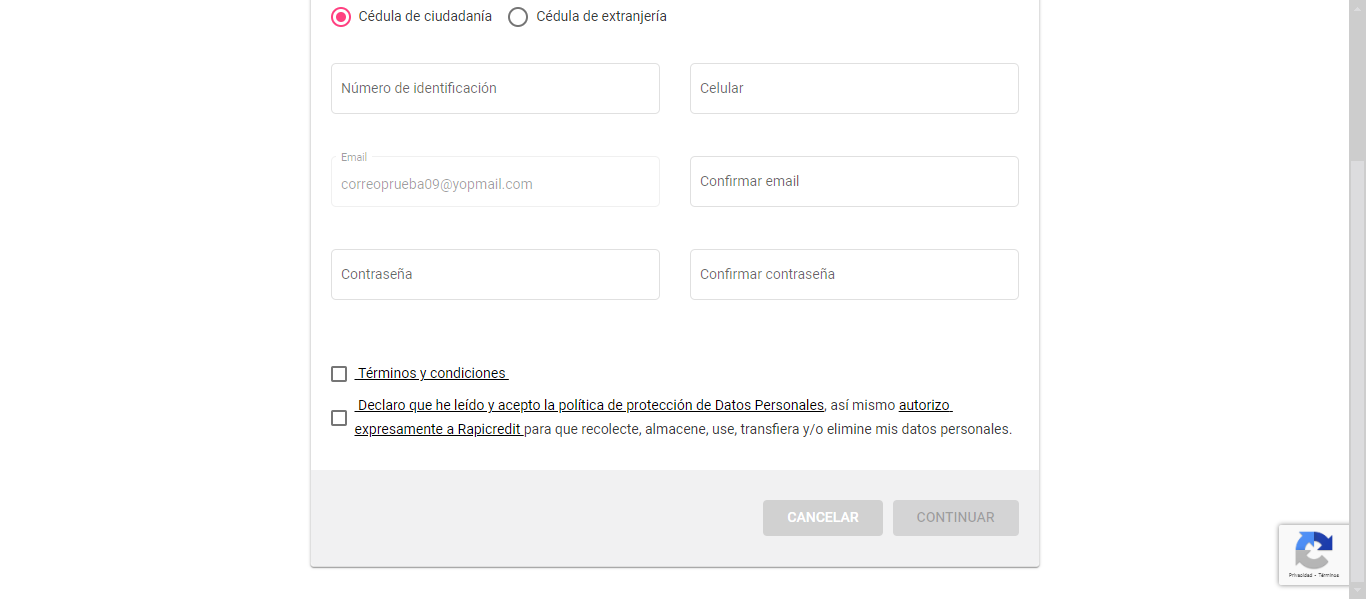 Cédula de ciudadanía Cédula de extranjería
Número de identificación Celular
Email
correoprueba09@yopmail.com Confirmar email
Contraseña Confirmar contraseña
Términos y condiciones
Declaro que he leído y acepto la política de protección de Datos Personales, así mismo autorizo
expresamente a Rapicredit para que recolecte, almacene, use, transfiera y/o elimine mis datos personales.
CANCELAR CONTINUAR
Privacidad - Términos